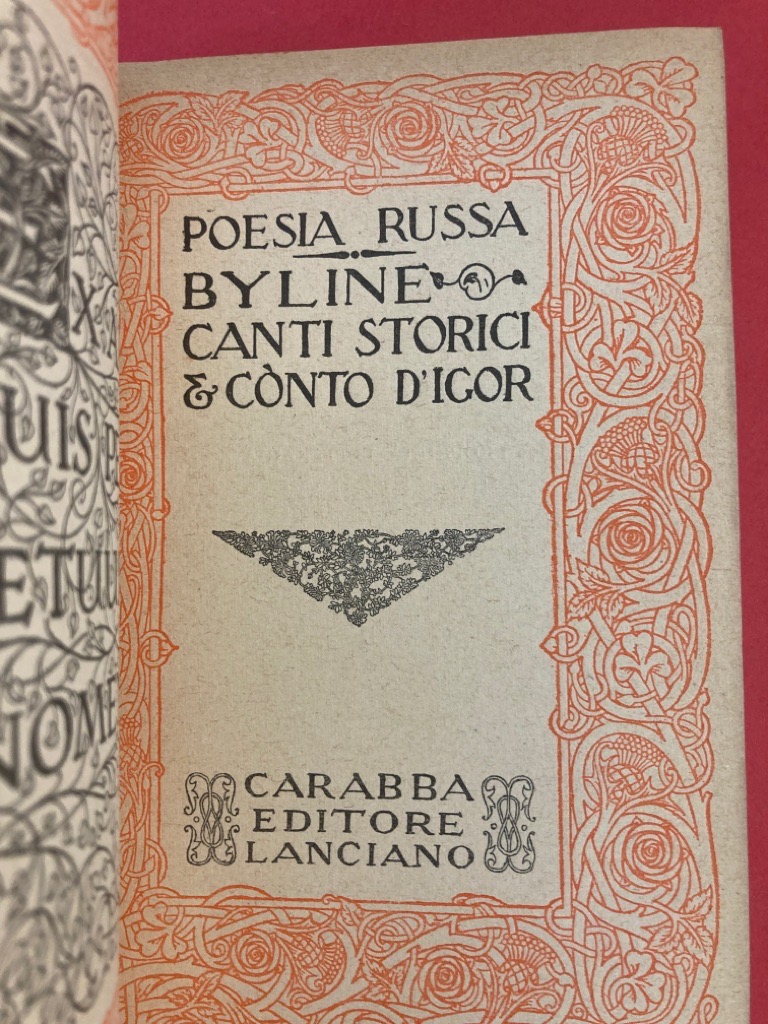 POESIA RUSSA
BYLINE
CANTI STORICI
& CÒNTO D'IGOR
CARABBA
EDITORE
LANCIANO